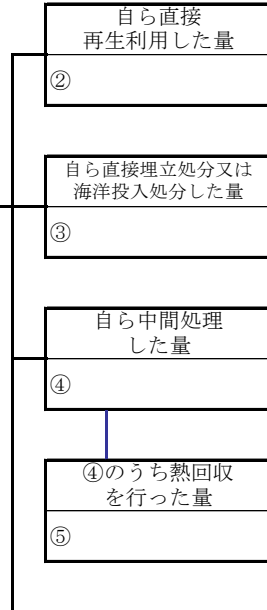 自ら直接
再生利用した量
②
自ら直接埋立処分又は
海洋投入処分した量
③
自ら中間処理
した量
④
④のうち熱回収
を行った量
⑤